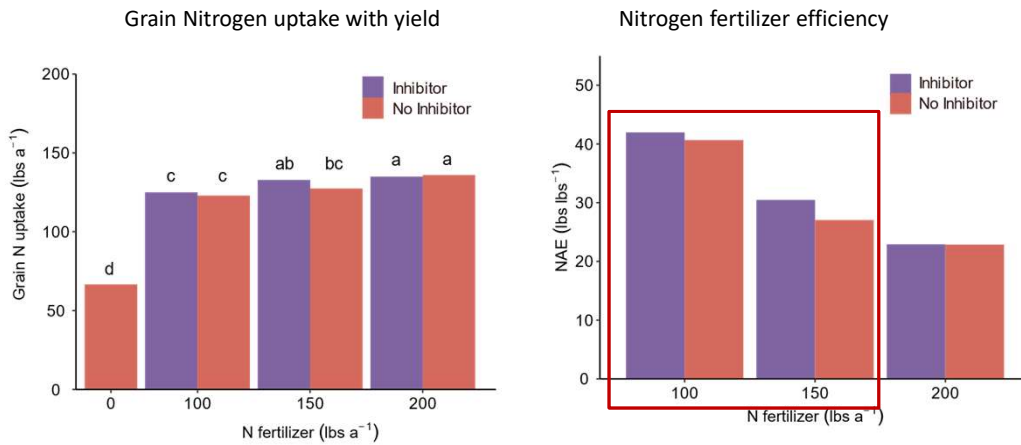 Grain Nitrogen uptake with yield
200
150
100
50
0
Grain N uptake (lbs a⁻¹)
Inhibitor
No Inhibitor
d
c
c
ab
bc
a
a
0
100
150
200
N fertilizer (lbs a⁻¹)
Nitrogen fertilizer efficiency
50
40
30
20
10
0
NAE (lbs lbs⁻¹)
Inhibitor
No Inhibitor
100
150
200
N fertilizer (lbs a⁻¹)